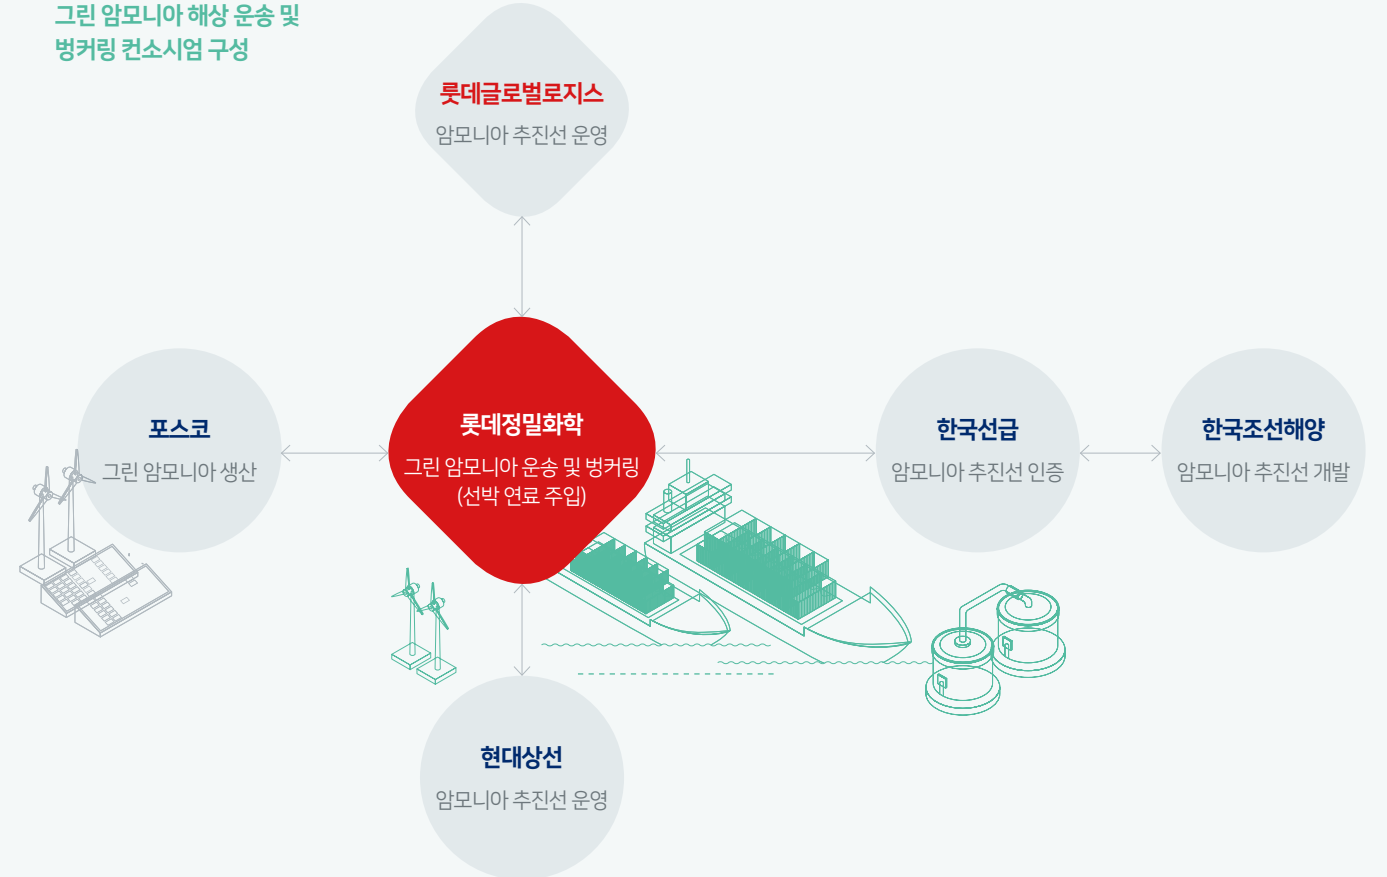 그린 암모니아 해상 운송 및
벙커링 컨소시엄 구성
롯데글로벌로지스
암모니아 추진선 운영
포스코
그린 암모니아 생산
롯데정밀화학
그린 암모니아 운송 및 벙커링
(선박 연료 주입)
한국선급
암모니아 추진선 인증
한국조선해양
암모니아 추진선 개발
현대상선
암모니아 추진선 운영